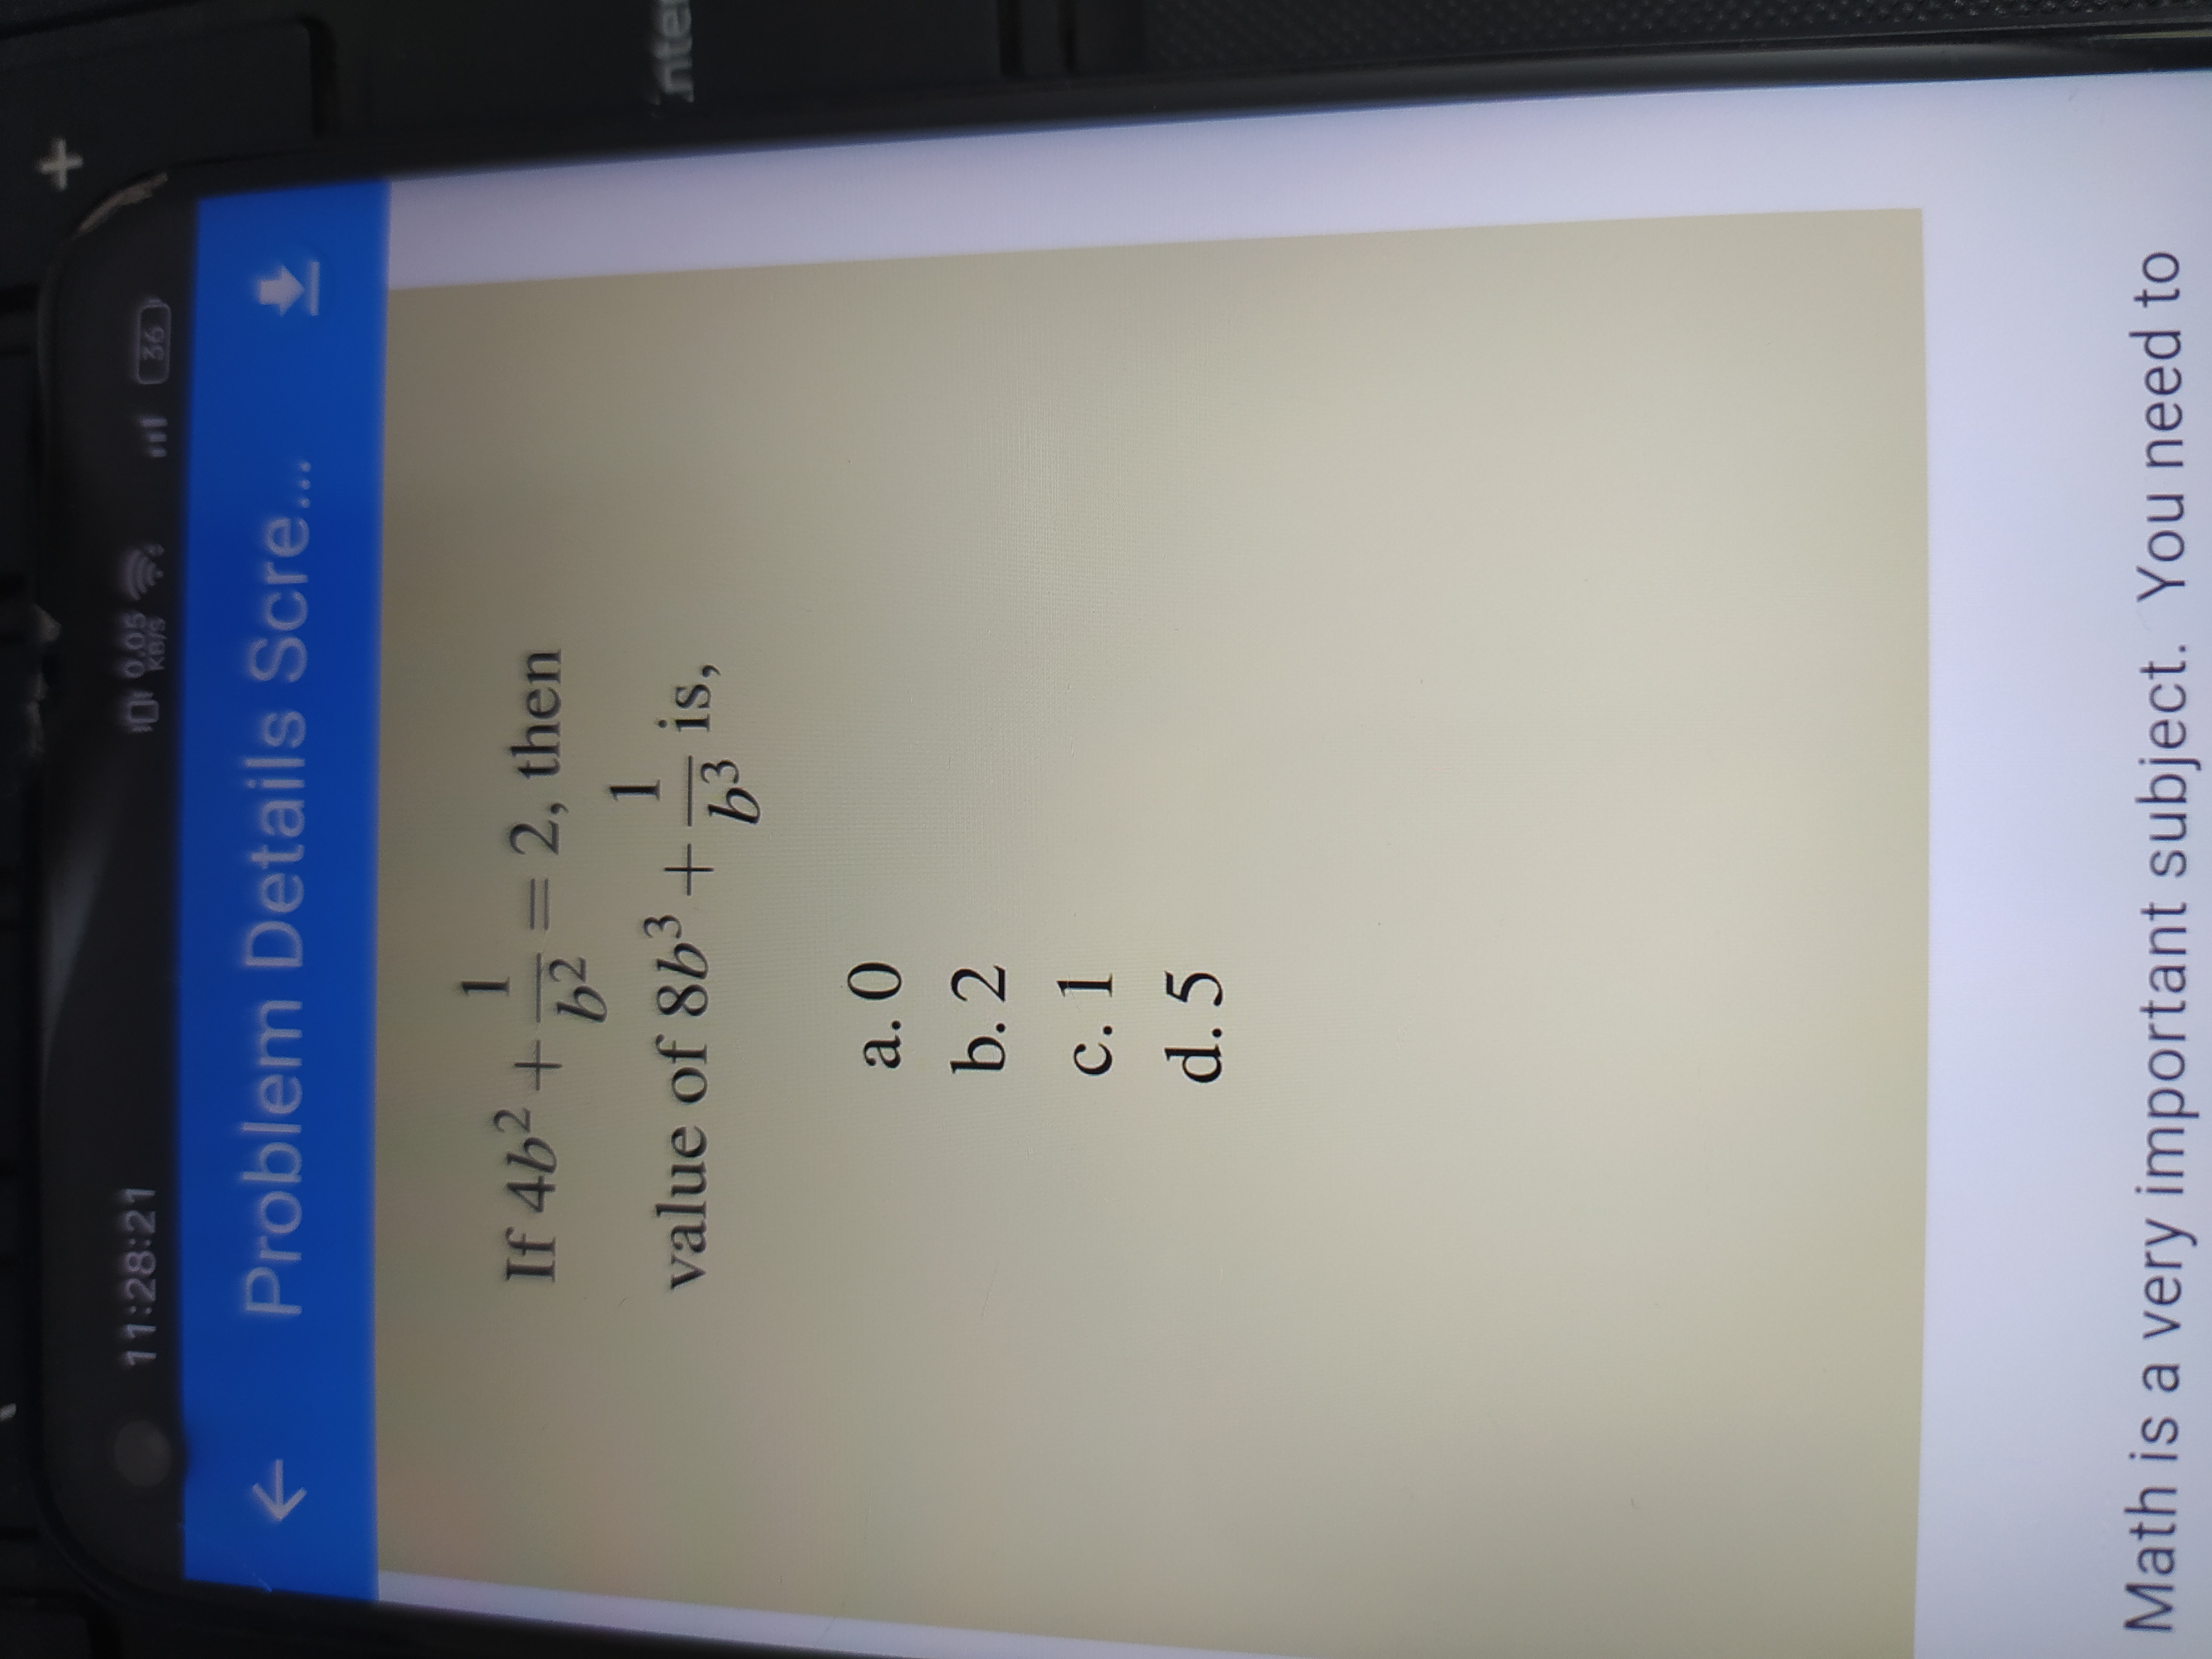 11:28:21 0.05 KB/S 36
Problem Details Scre...
If 4b² + 1/b² = 2, then
value of 8b³ + 1/b³ is,
a. 0
b. 2
c. 1
d. 5
Math is a very important subject. You need to
+